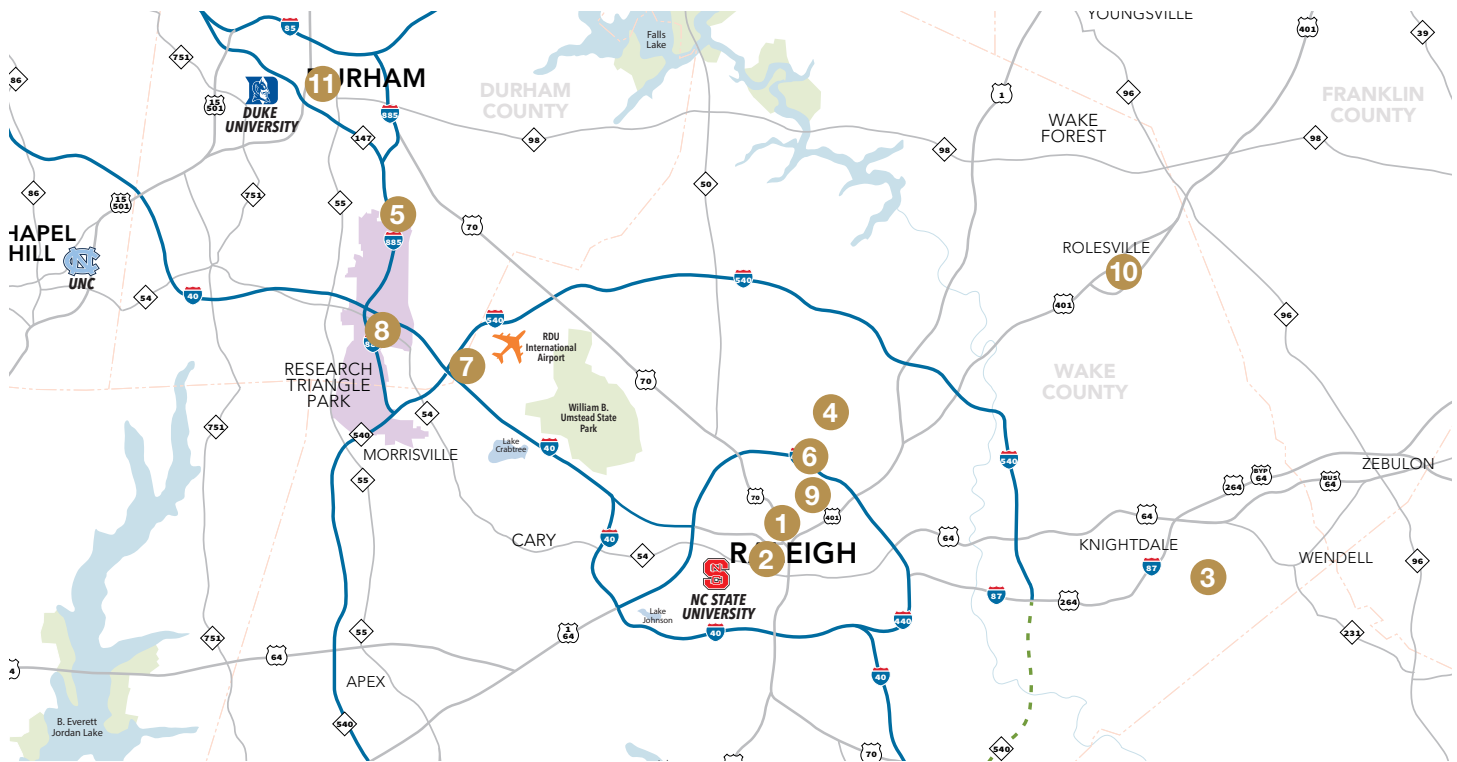 YOUNGSVILLE
85
401
39
751
Falls
Lake
86
11
DURHAM
DUKE
UNIVERSITY
15
501
DURHAM
COUNTY
1
96
FRANKLIN
COUNTY
885
WAKE
FOREST
147
98
98
98
86
751
55
50
15
501
5
70
885
HAPEL
HILL
UNC
ROLESVILLE
10
54
40
540
540
401
96
8
RDU
International
Airport
7
RESEARCH
TRIANGLE
PARK
WAKE
COUNTY
70
54
William B.
Umstead State
Park
4
751
540
MORRISVILLE
Lake
Crabtree
40
6
540
ZEBULON
BYP
64
BUS
64
264
55
70
9
401
1
64
64
CARY
40
54
RALEIGH
2
KNIGHTDALE
87
3
WENDELL
96
NC STATE
UNIVERSITY
87
264
Lake
Johnson
440
40
1
64
55
751
231
64
4
40
APEX
B. Everett
Jordan Lake
540
540
70